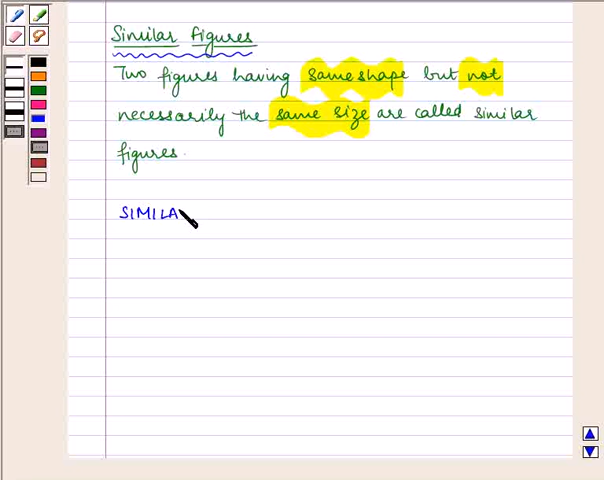 Similar figures
Two figures having same shape but not
necessarily the same size are called similar
figures.
SIMILA